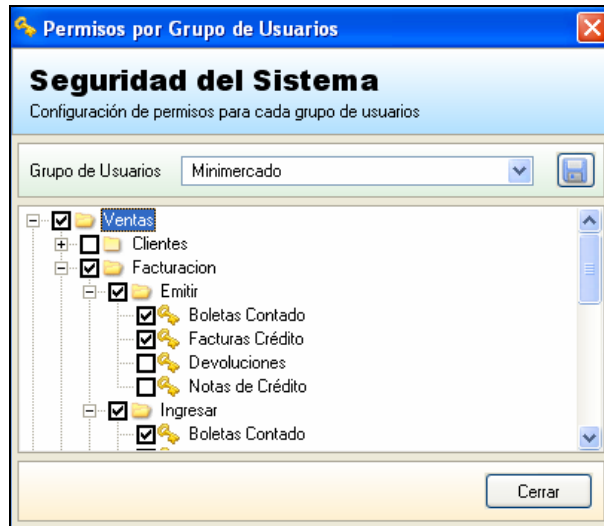 Permisos por Grupo de Usuarios
Seguridad del Sistema
Configuración de permisos para cada grupo de usuarios
Grupo de Usuarios Minimercado
Ventas
Clientes
Facturacion
Emitir
Boletas Contado
Facturas Crédito
Devoluciones
Notas de Crédito
Ingresar
Boletas Contado
Cerrar